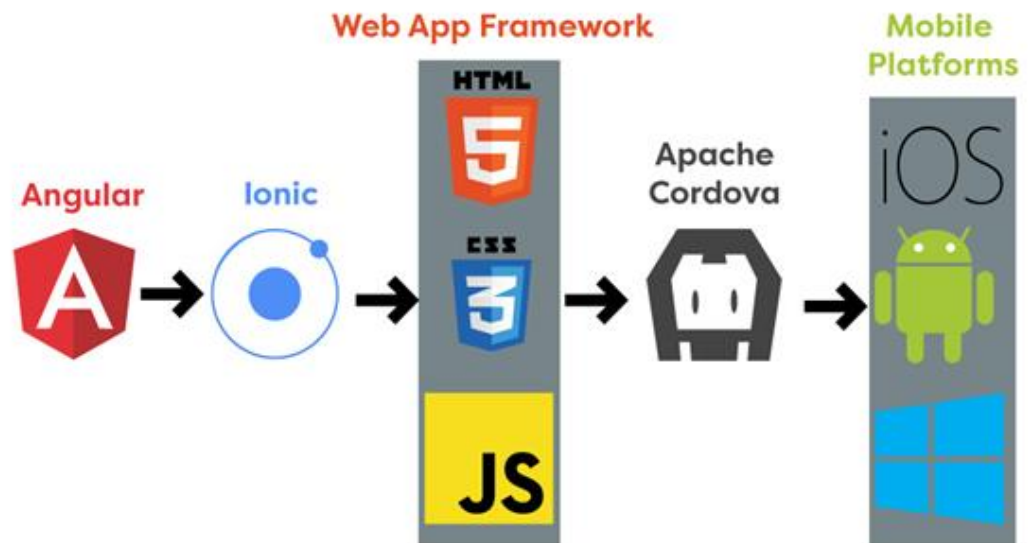 Web App Framework
Mobile
Platforms
HTML
5
iOS
Apache
Cordova
Angular
Ionic
CSS
3
A
JS